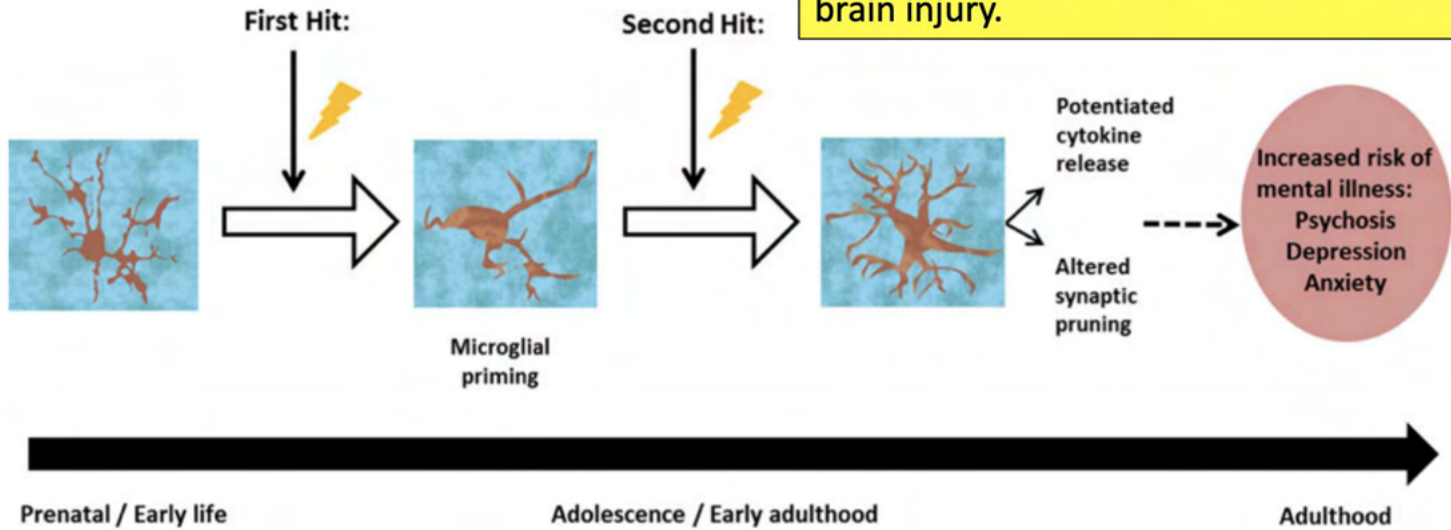 brain injury.
First Hit:
Second Hit:
Potentiated
cytokine
release
Altered
synaptic
pruning
Increased risk of
mental illness:
Psychosis
Depression
Anxiety
Microglial
priming
Prenatal / Early life
Adolescence / Early adulthood
Adulthood